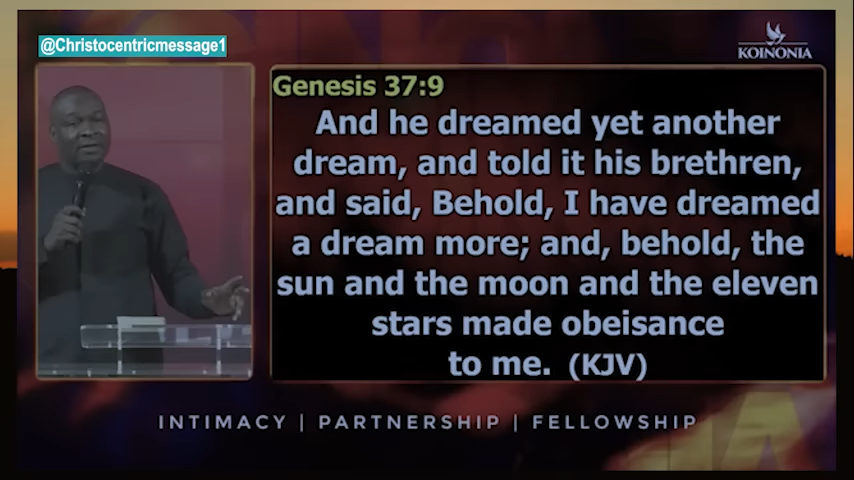 @Christocentricmessage1
KOINONIA
Genesis 37:9
And he dreamed yet another
dream, and told it his brethren,
and said, Behold, I have dreamed
a dream more; and, behold, the
sun and the moon and the eleven
stars made obeisance
to me. (KJV)
INTIMACY | PARTNERSHIP | FELLOWSHIP